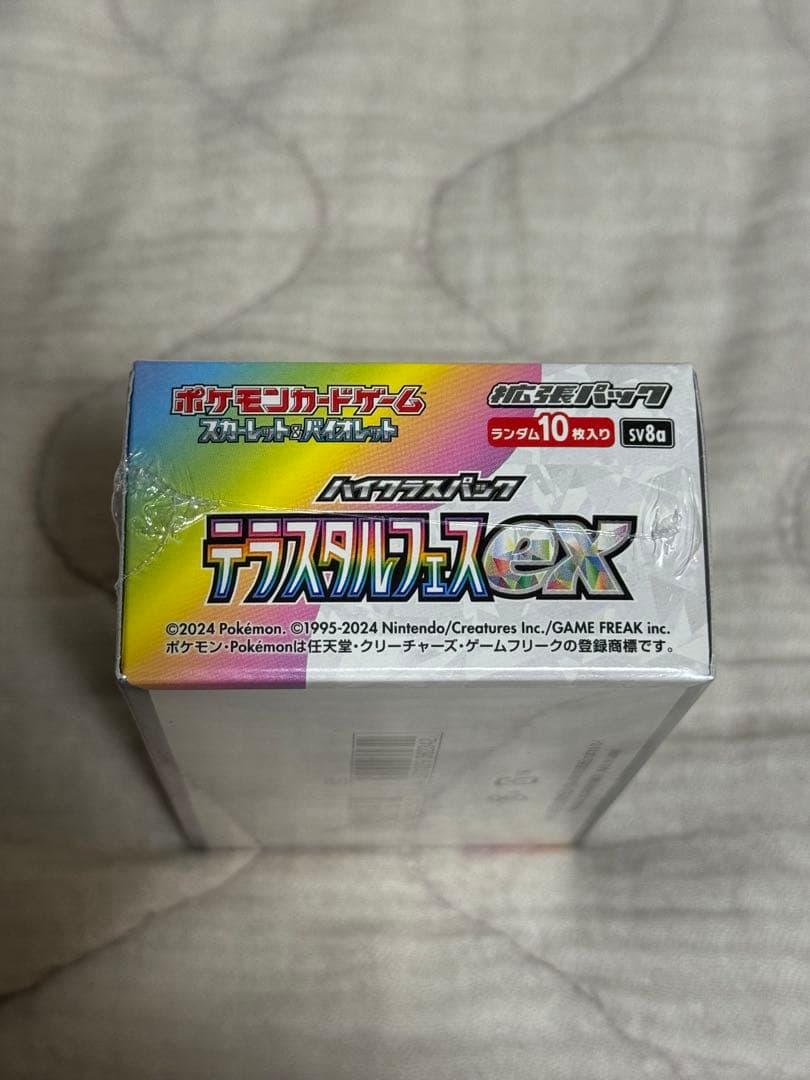 ポケモンカードゲーム
スカーレット&バイオレット
拡張パック
ランダム10枚入り SV8a
ハイクラスパック
テラスタルフェスex
©2024 Pokémon. ©1995-2024 Nintendo/Creatures Inc./GAME FREAK inc.
ポケモン・Pokémonは任天堂・クリーチャーズ・ゲームフリークの登録商標です。